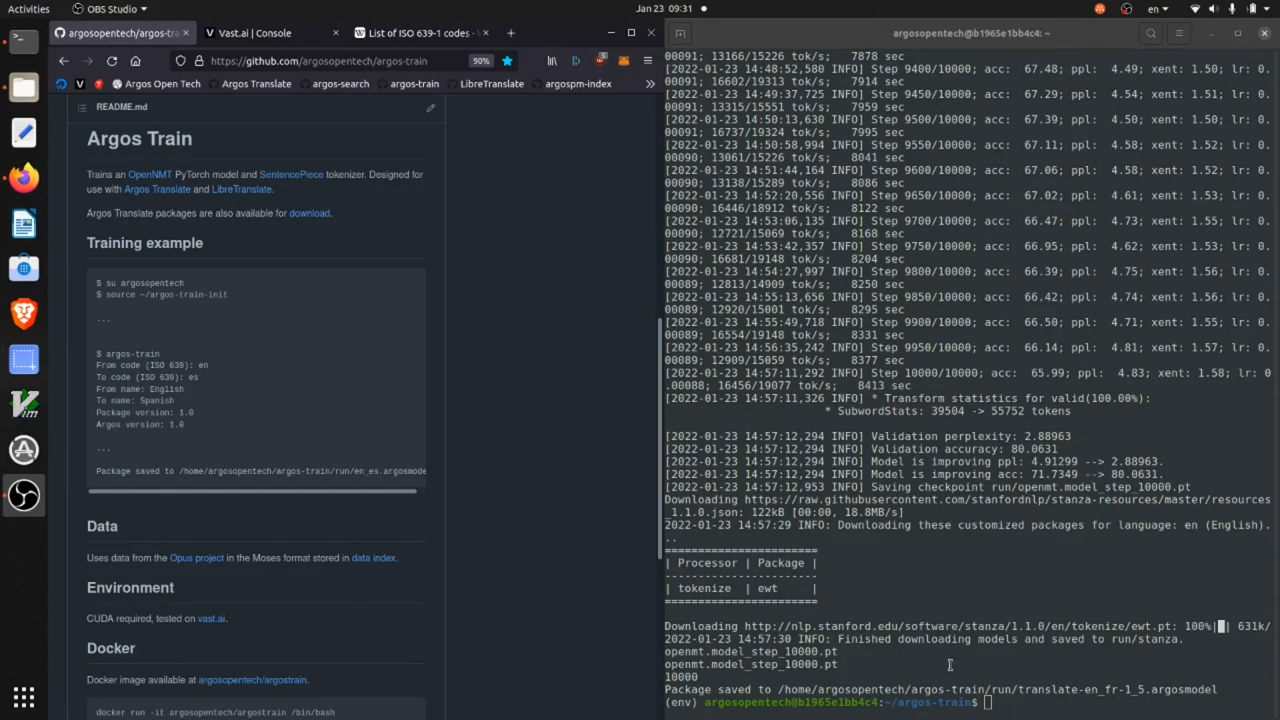 Activities
OBS Studio
Jan 23 09:31
en
argosopentech/argos-tra
Vast.ai | Console
List of ISO 639-1 codes -
https://github.com/argosopentech/argos-train
90%
Argos Open Tech
Argos Translate
argos-search
argos-train
LibreTranslate
argospm-index
README.md
Argos Train
Trains an OpenNMT PyTorch model and SentencePiece tokenizer. Designed for
use with Argos Translate and LibreTranslate.
Argos Translate packages are also available for download.
Training example
$ su argosopentech
$ source ~/argos-train-init
...
$ argos-train
From code (ISO 639): en
To code (ISO 639): es
From name: English
To name: Spanish
Package version: 1.0
Argos version: 1.0
...
Package saved to /home/argosopentech/argos-train/run/en_es.argosmode
Data
Uses data from the Opus project in the Moses format stored in data index.
Environment
CUDA required, tested on vast.ai.
Docker
Docker image available at argosopentech/argostrain.
docker run -it argosopentech/argostrain /bin/bash
argosopentech@b1965e1bb4c4: ~
00091; 13166/15226 tok/s;   7878 sec
[2022-01-23 14:48:52,580 INFO] Step 9400/10000; acc:  67.48; ppl:  4.49; xent: 1.50; lr: 0.
00091; 16602/19313 tok/s;   7914 sec
[2022-01-23 14:49:37,725 INFO] Step 9450/10000; acc:  67.29; ppl:  4.54; xent: 1.51; lr: 0.
00091; 13315/15551 tok/s;   7959 sec
[2022-01-23 14:50:13,630 INFO] Step 9500/10000; acc:  67.39; ppl:  4.50; xent: 1.50; lr: 0.
00091; 16737/19324 tok/s;   7995 sec
[2022-01-23 14:50:58,994 INFO] Step 9550/10000; acc:  67.11; ppl:  4.58; xent: 1.52; lr: 0.
00090; 13061/15226 tok/s;   8041 sec
[2022-01-23 14:51:44,164 INFO] Step 9600/10000; acc:  67.06; ppl:  4.58; xent: 1.52; lr: 0.
00090; 13138/15289 tok/s;   8086 sec
[2022-01-23 14:52:20,556 INFO] Step 9650/10000; acc:  67.02; ppl:  4.61; xent: 1.53; lr: 0.
00090; 16446/18912 tok/s;   8122 sec
[2022-01-23 14:53:06,135 INFO] Step 9700/10000; acc:  66.47; ppl:  4.73; xent: 1.55; lr: 0.
00090; 12721/15069 tok/s;   8168 sec
[2022-01-23 14:53:42,357 INFO] Step 9750/10000; acc:  66.95; ppl:  4.62; xent: 1.53; lr: 0.
00090; 16681/19148 tok/s;   8204 sec
[2022-01-23 14:54:27,997 INFO] Step 9800/10000; acc:  66.39; ppl:  4.75; xent: 1.56; lr: 0.
00089; 12813/14909 tok/s;   8250 sec
[2022-01-23 14:55:13,656 INFO] Step 9850/10000; acc:  66.42; ppl:  4.74; xent: 1.56; lr: 0.
00089; 12920/15001 tok/s;   8295 sec
[2022-01-23 14:55:49,718 INFO] Step 9900/10000; acc:  66.50; ppl:  4.71; xent: 1.55; lr: 0.
00089; 16554/19148 tok/s;   8331 sec
[2022-01-23 14:56:35,242 INFO] Step 9950/10000; acc:  66.14; ppl:  4.81; xent: 1.57; lr: 0.
00089; 12909/15059 tok/s;   8377 sec
[2022-01-23 14:57:11,292 INFO] Step 10000/10000; acc:  65.99; ppl:  4.83; xent: 1.58; lr: 0
.00088; 16456/19077 tok/s;   8413 sec
[2022-01-23 14:57:11,326 INFO] * Transform statistics for valid(100.00%):
* SubwordStats: 39504 -> 55752 tokens
[2022-01-23 14:57:12,294 INFO] Validation perplexity: 2.88963
[2022-01-23 14:57:12,294 INFO] Validation accuracy: 80.0631
[2022-01-23 14:57:12,294 INFO] Model is improving ppl: 4.91299 --> 2.88963.
[2022-01-23 14:57:12,294 INFO] Model is improving acc: 71.7349 --> 80.0631.
[2022-01-23 14:57:12,953 INFO] Saving checkpoint run/openmt.model_step_10000.pt
Downloading https://raw.githubusercontent.com/stanfordnlp/stanza-resources/master/resources
_1.1.0.json: 122kB [00:00, 18.8MB/s]
2022-01-23 14:57:29 INFO: Downloading these customized packages for language: en (English).
..
=======================
| Processor | Package |
-----------------------
| tokenize  | ewt     |
=======================
Downloading http://nlp.stanford.edu/software/stanza/1.1.0/en/tokenize/ewt.pt: 100%|█| 631k/
2022-01-23 14:57:30 INFO: Finished downloading models and saved to run/stanza.
openmt.model_step_10000.pt
openmt.model_step_10000.pt
10000
Package saved to /home/argosopentech/argos-train/run/translate-en_fr-1_5.argosmodel
(env) argosopentech@b1965e1bb4c4:~/argos-train$